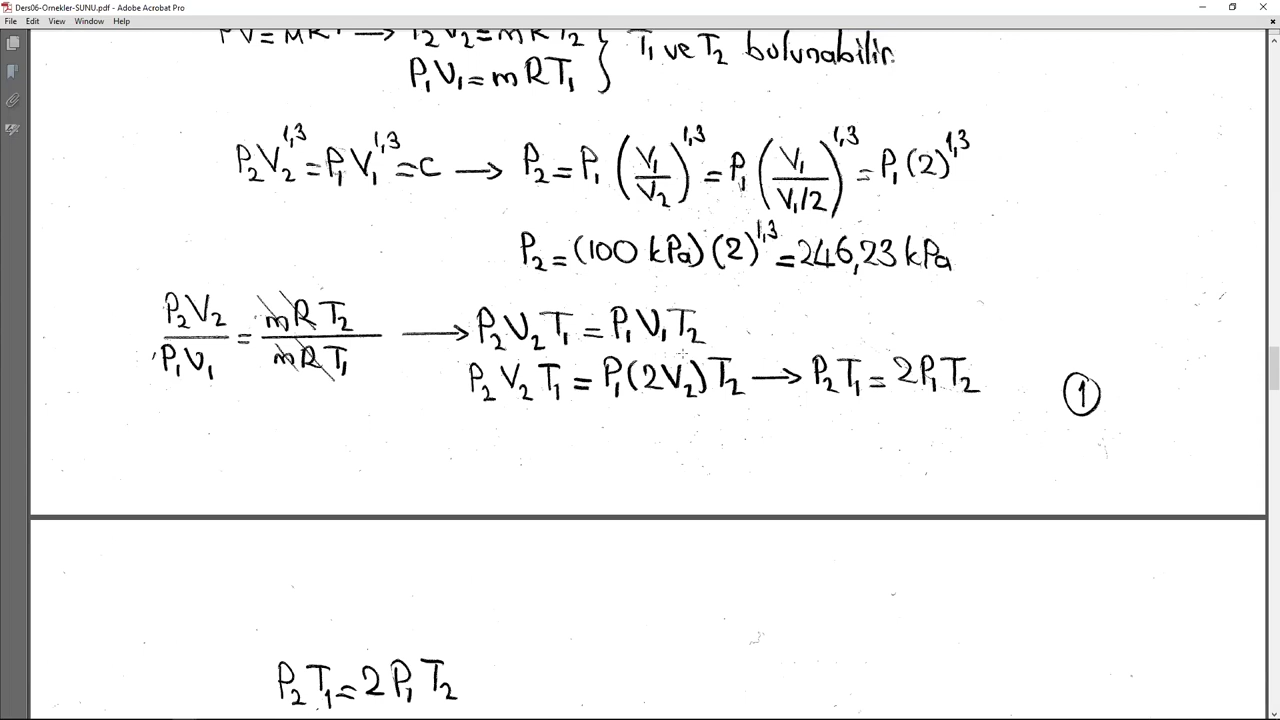 Ders06-Ornekler-SUNU.pdf - Adobe Acrobat Pro
File Edit View Window Help
PV=MRT → P₂V₂=mRT₂ } T₁ ve T₂ bulunabilir.
P₁V₁=mRT₁
P₂V₂^1,3 = P₁V₁^1,3 = C → P₂ = P₁ (V₁/V₂)^1,3 = P₁ (V₁/(V₁/2))^1,3 = P₁(2)^1,3
P₂ = (100 kPa) (2)^1,3 = 246,23 kPa
P₂V₂/P₁V₁ = mRT₂/mRT₁ → P₂V₂T₁ = P₁V₁T₂
P₂V₂T₁ = P₁(2V₂)T₂ → P₂T₁ = 2P₁T₂ ①
P₂T₁ = 2P₁T₂